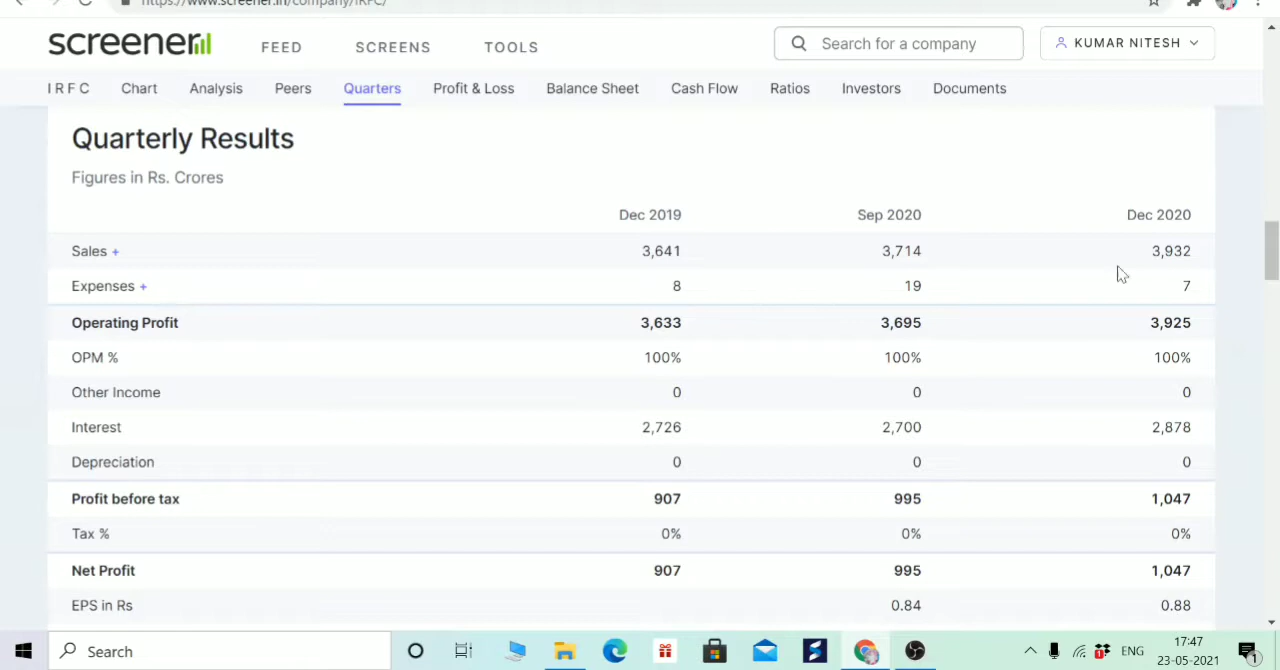 https://www.screener.in/company/IRFC/
screener
FEED SCREENS TOOLS Search for a company KUMAR NITESH
I R F C Chart Analysis Peers Quarters Profit & Loss Balance Sheet Cash Flow Ratios Investors Documents
Quarterly Results
Figures in Rs. Crores
Dec 2019 Sep 2020 Dec 2020
Sales + 3,641 3,714 3,932
Expenses + 8 19 7
Operating Profit 3,633 3,695 3,925
OPM % 100% 100% 100%
Other Income 0 0 0
Interest 2,726 2,700 2,878
Depreciation 0 0 0
Profit before tax 907 995 1,047
Tax % 0% 0% 0%
Net Profit 907 995 1,047
EPS in Rs 0.84 0.88
Search ENG 17:47
23-05-2021 1